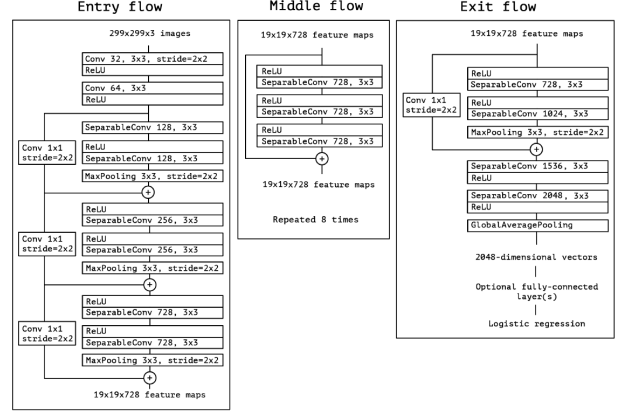 Entry flow
299x299x3 images
Conv 32, 3x3, stride=2x2
ReLU
Conv 64, 3x3
ReLU
SeparableConv 128, 3x3
Conv 1x1
stride=2x2
ReLU
SeparableConv 128, 3x3
MaxPooling 3x3, stride=2x2
+
ReLU
SeparableConv 256, 3x3
Conv 1x1
stride=2x2
ReLU
SeparableConv 256, 3x3
MaxPooling 3x3, stride=2x2
+
ReLU
SeparableConv 728, 3x3
Conv 1x1
stride=2x2
ReLU
SeparableConv 728, 3x3
MaxPooling 3x3, stride=2x2
+
19x19x728 feature maps
Middle flow
19x19x728 feature maps
ReLU
SeparableConv 728, 3x3
ReLU
SeparableConv 728, 3x3
ReLU
SeparableConv 728, 3x3
+
19x19x728 feature maps
Repeated 8 times
Exit flow
19x19x728 feature maps
ReLU
SeparableConv 728, 3x3
Conv 1x1
stride=2x2
ReLU
SeparableConv 1024, 3x3
MaxPooling 3x3, stride=2x2
+
SeparableConv 1536, 3x3
ReLU
SeparableConv 2048, 3x3
ReLU
GlobalAveragePooling
2048-dimensional vectors
Optional fully-connected
layer(s)
Logistic regression